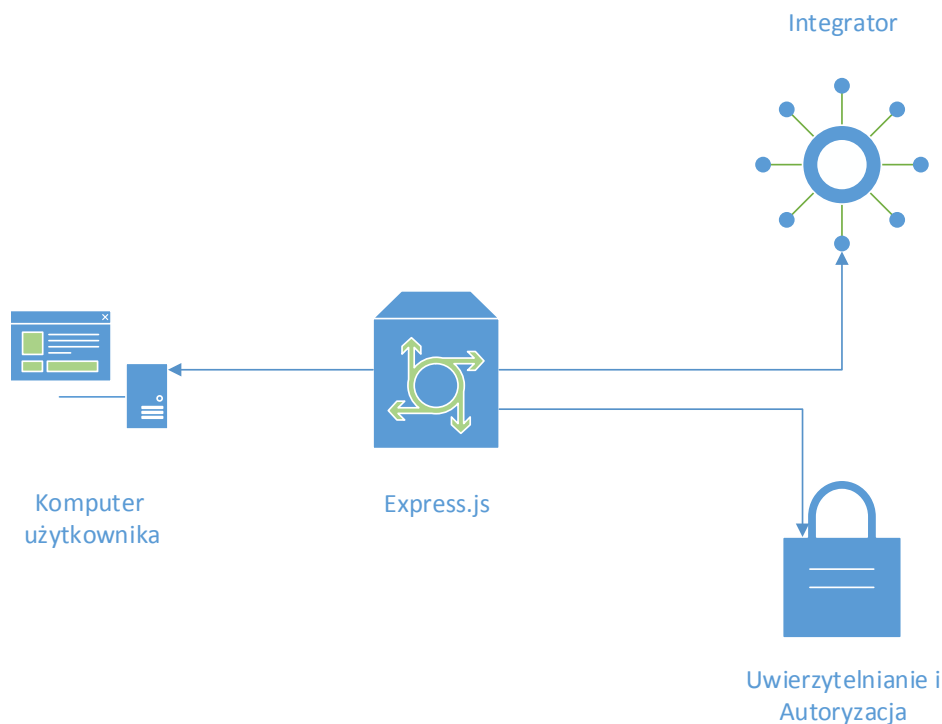 Integrator
Komputer
użytkownika
Express.js
Uwierzytelnianie i
Autoryzacja